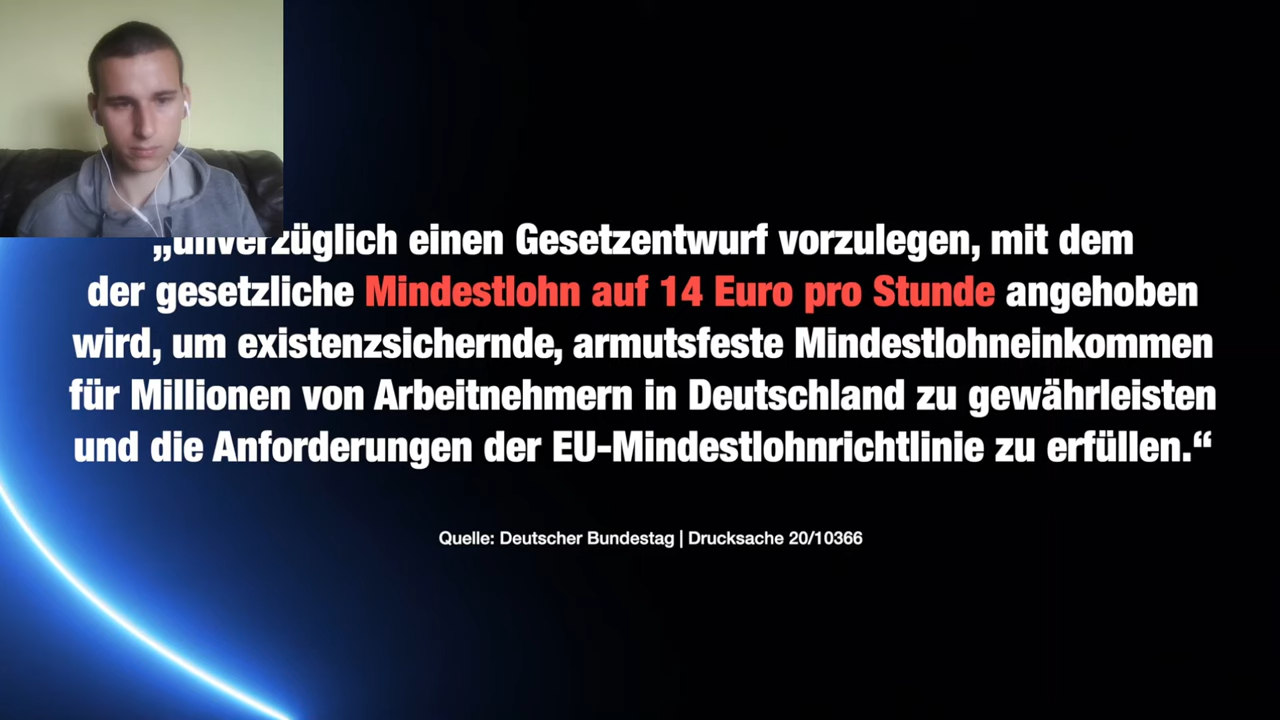 „unverzüglich einen Gesetzentwurf vorzulegen, mit dem
der gesetzliche Mindestlohn auf 14 Euro pro Stunde angehoben
wird, um existenzsichernde, armutsfeste Mindestlohneinkommen
für Millionen von Arbeitnehmern in Deutschland zu gewährleisten
und die Anforderungen der EU-Mindestlohnrichtlinie zu erfüllen.“
Quelle: Deutscher Bundestag | Drucksache 20/10366